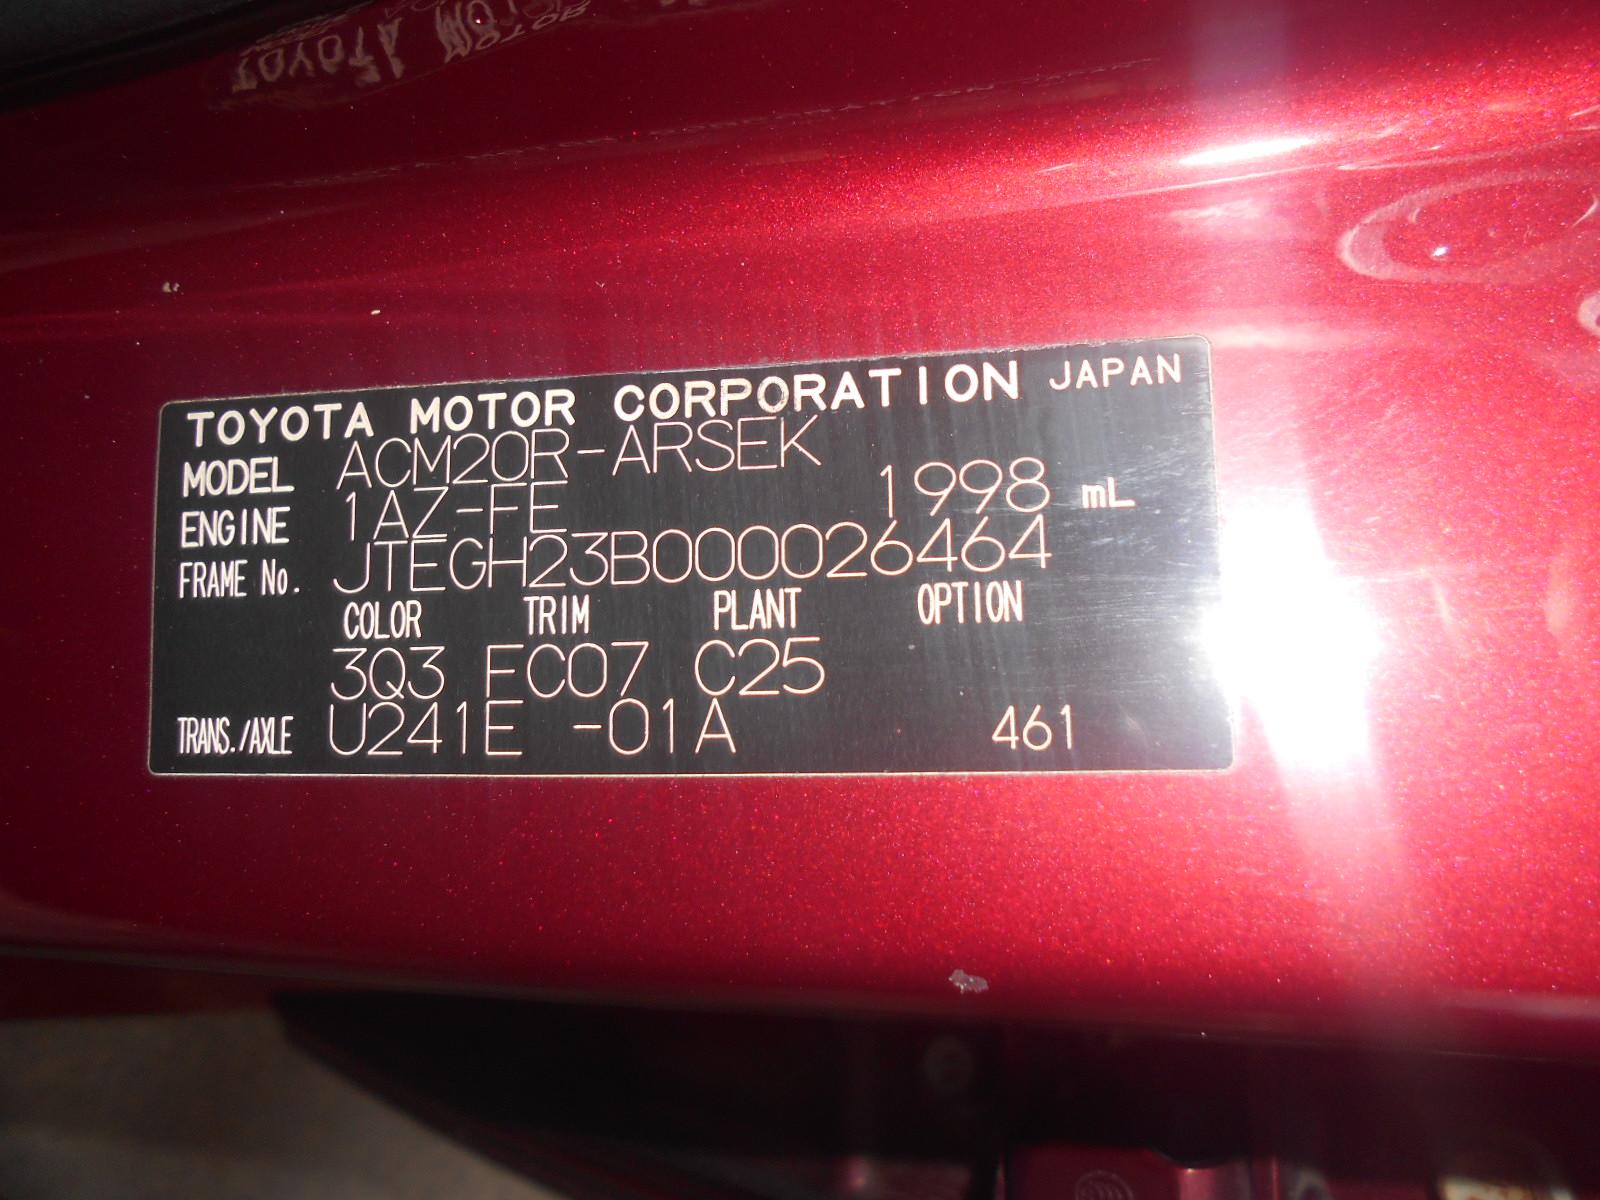 TOYOTA MOTOR CORPORATION JAPAN
MODEL ACM20R-ARSEK
ENGINE 1AZ-FE 1998 mL
FRAME No. JTEGH23B000026464
COLOR TRIM PLANT OPTION
3Q3 FC07 C25
TRANS./AXLE U241E -01A 461